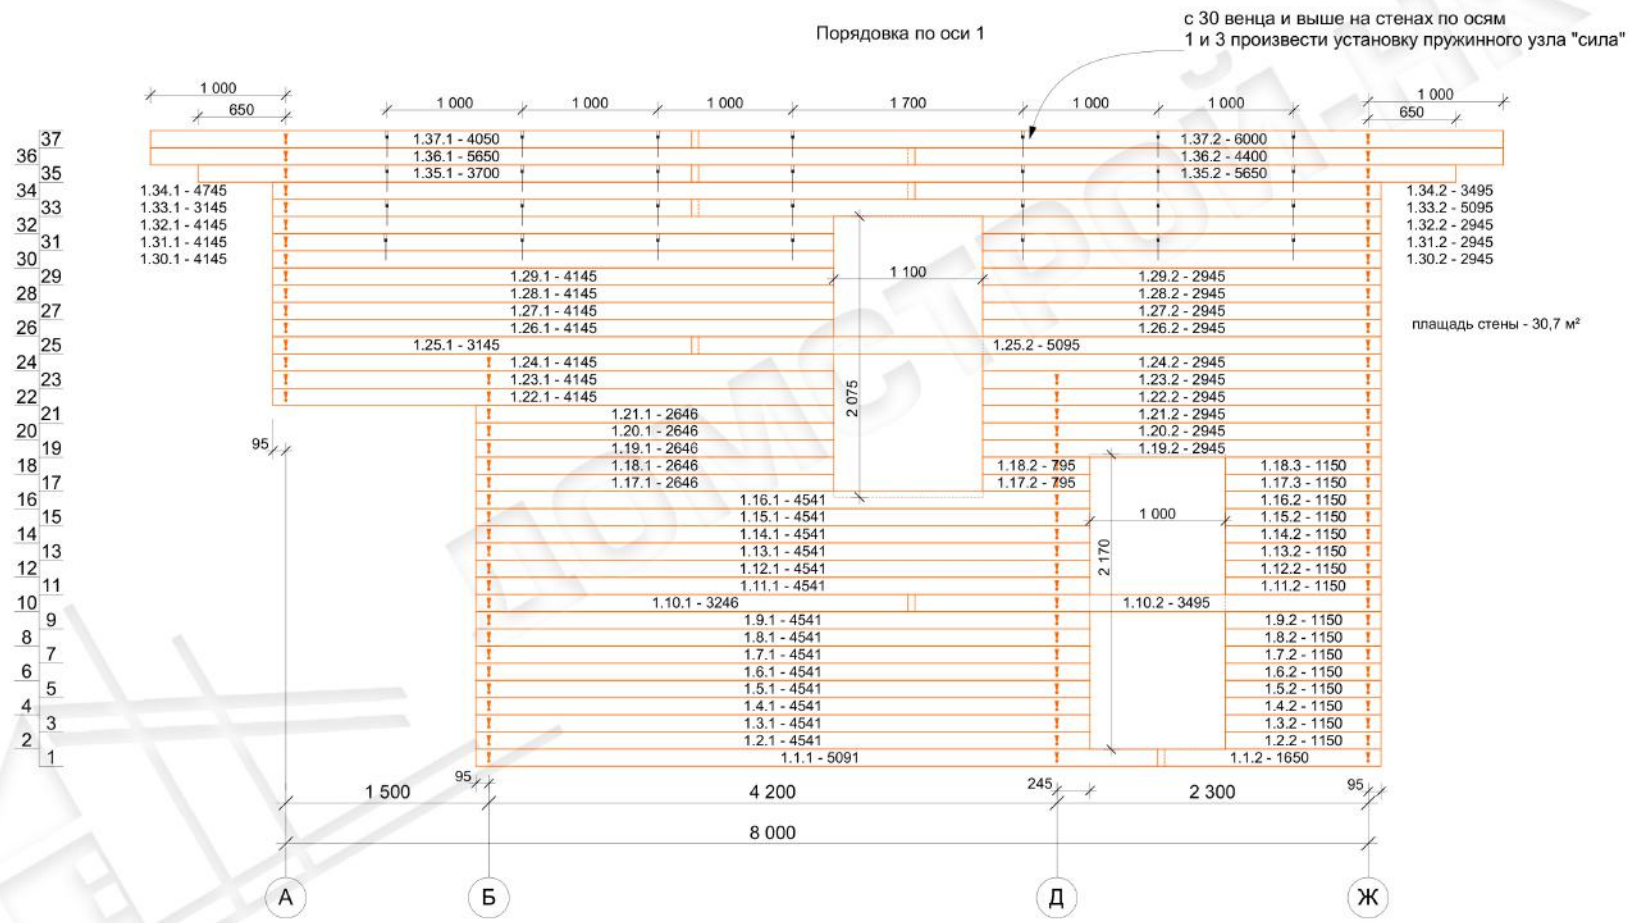 Порядовка по оси 1
с 30 венца и выше на стенах по осям
1 и 3 произвести установку пружинного узла "сила"
1 000
1 000 1 000 1 000 1 700 1 000 1 000
1 000
650
650
37 1.37.1 - 4050 1.37.2 - 6000
36 1.36.1 - 5650 1.36.2 - 4400
35 1.35.1 - 3700 1.35.2 - 5650
34 1.34.1 - 4745 1.34.2 - 3495
33 1.33.1 - 3145 1.33.2 - 5095
32 1.32.1 - 4145 1.32.2 - 2945
31 1.31.1 - 4145 1.31.2 - 2945
30 1.30.1 - 4145 1.30.2 - 2945
1 100
29 1.29.1 - 4145 1.29.2 - 2945
28 1.28.1 - 4145 1.28.2 - 2945
27 1.27.1 - 4145 1.27.2 - 2945
26 1.26.1 - 4145 1.26.2 - 2945
плащадь стены - 30,7 м²
25 1.25.1 - 3145 1.25.2 - 5095
24 1.24.1 - 4145 1.24.2 - 2945
23 1.23.1 - 4145 1.23.2 - 2945
22 1.22.1 - 4145 1.22.2 - 2945
2 075
21 1.21.1 - 2646 1.21.2 - 2945
20 1.20.1 - 2646 1.20.2 - 2945
95
19 1.19.1 - 2646 1.19.2 - 2945
18 1.18.1 - 2646 1.18.2 - 795 1.18.3 - 1150
17 1.17.1 - 2646 1.17.2 - 795 1.17.3 - 1150
16 1.16.1 - 4541 1.16.2 - 1150
1 000
15 1.15.1 - 4541 1.15.2 - 1150
14 1.14.1 - 4541 1.14.2 - 1150
13 1.13.1 - 4541 1.13.2 - 1150
2 170
12 1.12.1 - 4541 1.12.2 - 1150
11 1.11.1 - 4541 1.11.2 - 1150
10 1.10.1 - 3246 1.10.2 - 3495
9 1.9.1 - 4541 1.9.2 - 1150
8 1.8.1 - 4541 1.8.2 - 1150
7 1.7.1 - 4541 1.7.2 - 1150
6 1.6.1 - 4541 1.6.2 - 1150
5 1.5.1 - 4541 1.5.2 - 1150
4 1.4.1 - 4541 1.4.2 - 1150
3 1.3.1 - 4541 1.3.2 - 1150
2 1.2.1 - 4541 1.2.2 - 1150
1 1.1.1 - 5091 1.1.2 - 1650
95 245 95
1 500 4 200 2 300
8 000
А Б Д Ж
ДОМСТРОЙ-НН